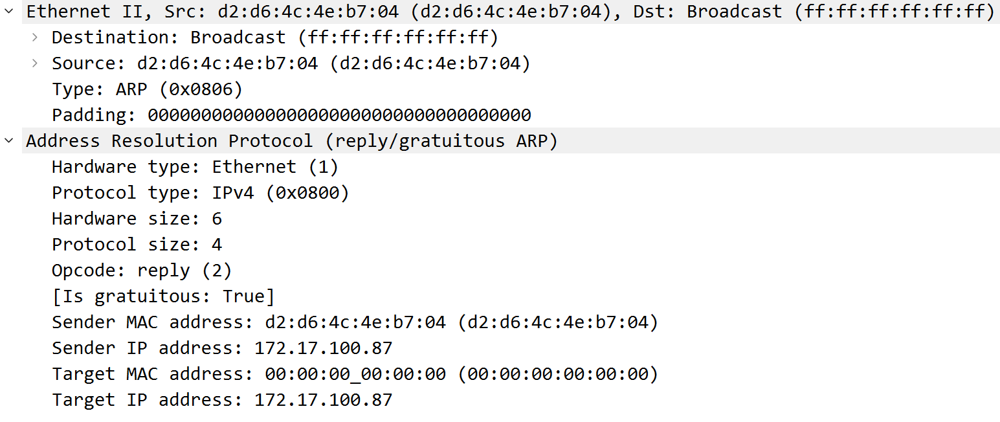 Ethernet II, Src: d2:d6:4c:4e:b7:04 (d2:d6:4c:4e:b7:04), Dst: Broadcast (ff:ff:ff:ff:ff:ff)
Destination: Broadcast (ff:ff:ff:ff:ff:ff)
Source: d2:d6:4c:4e:b7:04 (d2:d6:4c:4e:b7:04)
Type: ARP (0x0806)
Padding: 000000000000000000000000000000000000
Address Resolution Protocol (reply/gratuitous ARP)
Hardware type: Ethernet (1)
Protocol type: IPv4 (0x0800)
Hardware size: 6
Protocol size: 4
Opcode: reply (2)
[Is gratuitous: True]
Sender MAC address: d2:d6:4c:4e:b7:04 (d2:d6:4c:4e:b7:04)
Sender IP address: 172.17.100.87
Target MAC address: 00:00:00_00:00:00 (00:00:00:00:00:00)
Target IP address: 172.17.100.87